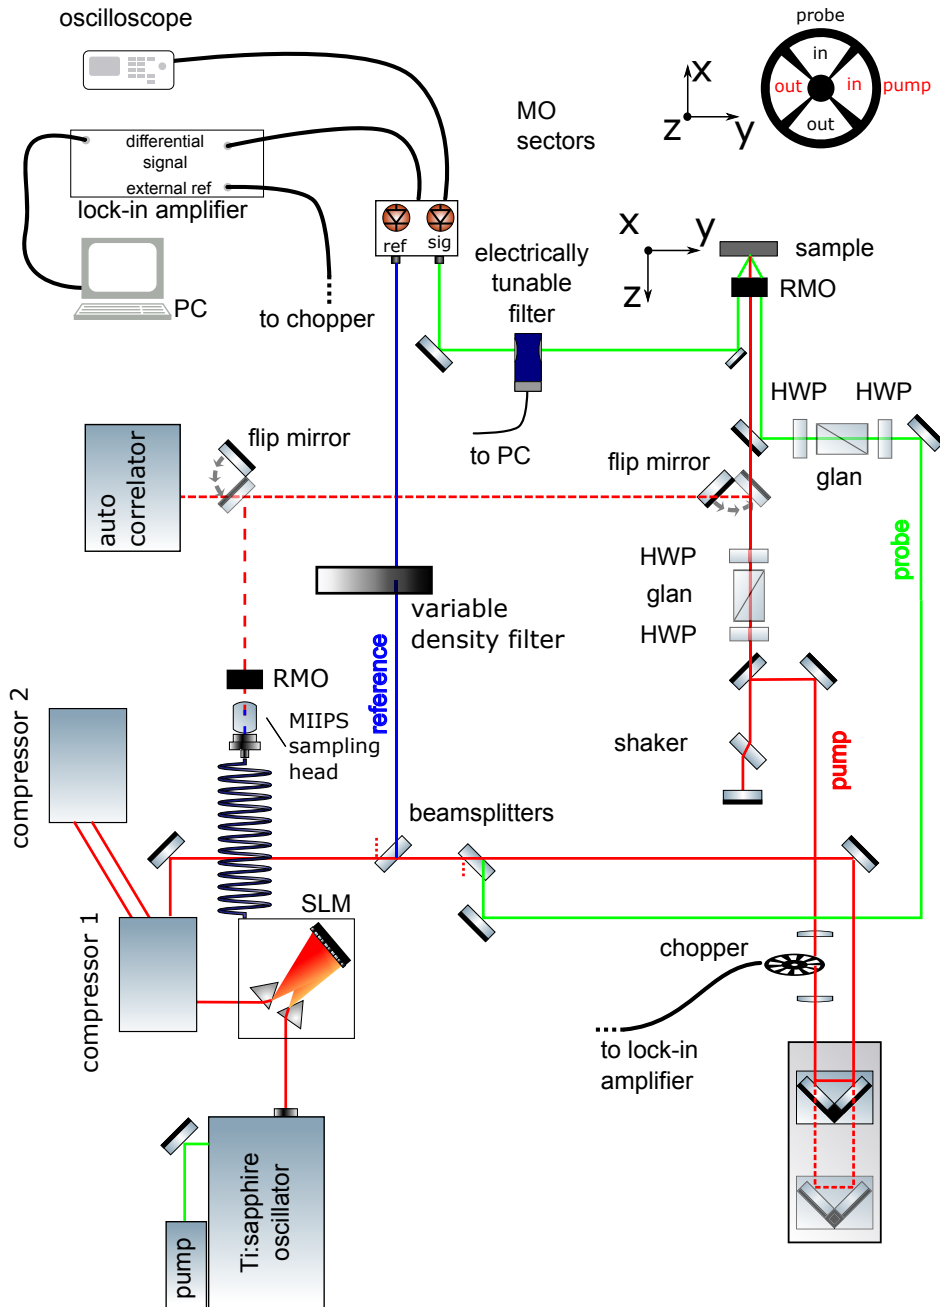 oscilloscope
probe
in
out
in
pump
out
x
z
y
MO
sectors
differential
signal
external ref
lock-in amplifier
ref
sig
PC
to chopper
electrically
tunable
filter
x
y
z
sample
RMO
to PC
HWP
HWP
glan
flip mirror
auto
correlator
flip mirror
HWP
glan
HWP
probe
variable
density filter
reference
RMO
MIIPS
sampling
head
compressor 2
shaker
pump
beamsplitters
compressor 1
SLM
chopper
to lock-in
amplifier
Ti:sapphire
oscillator
pump